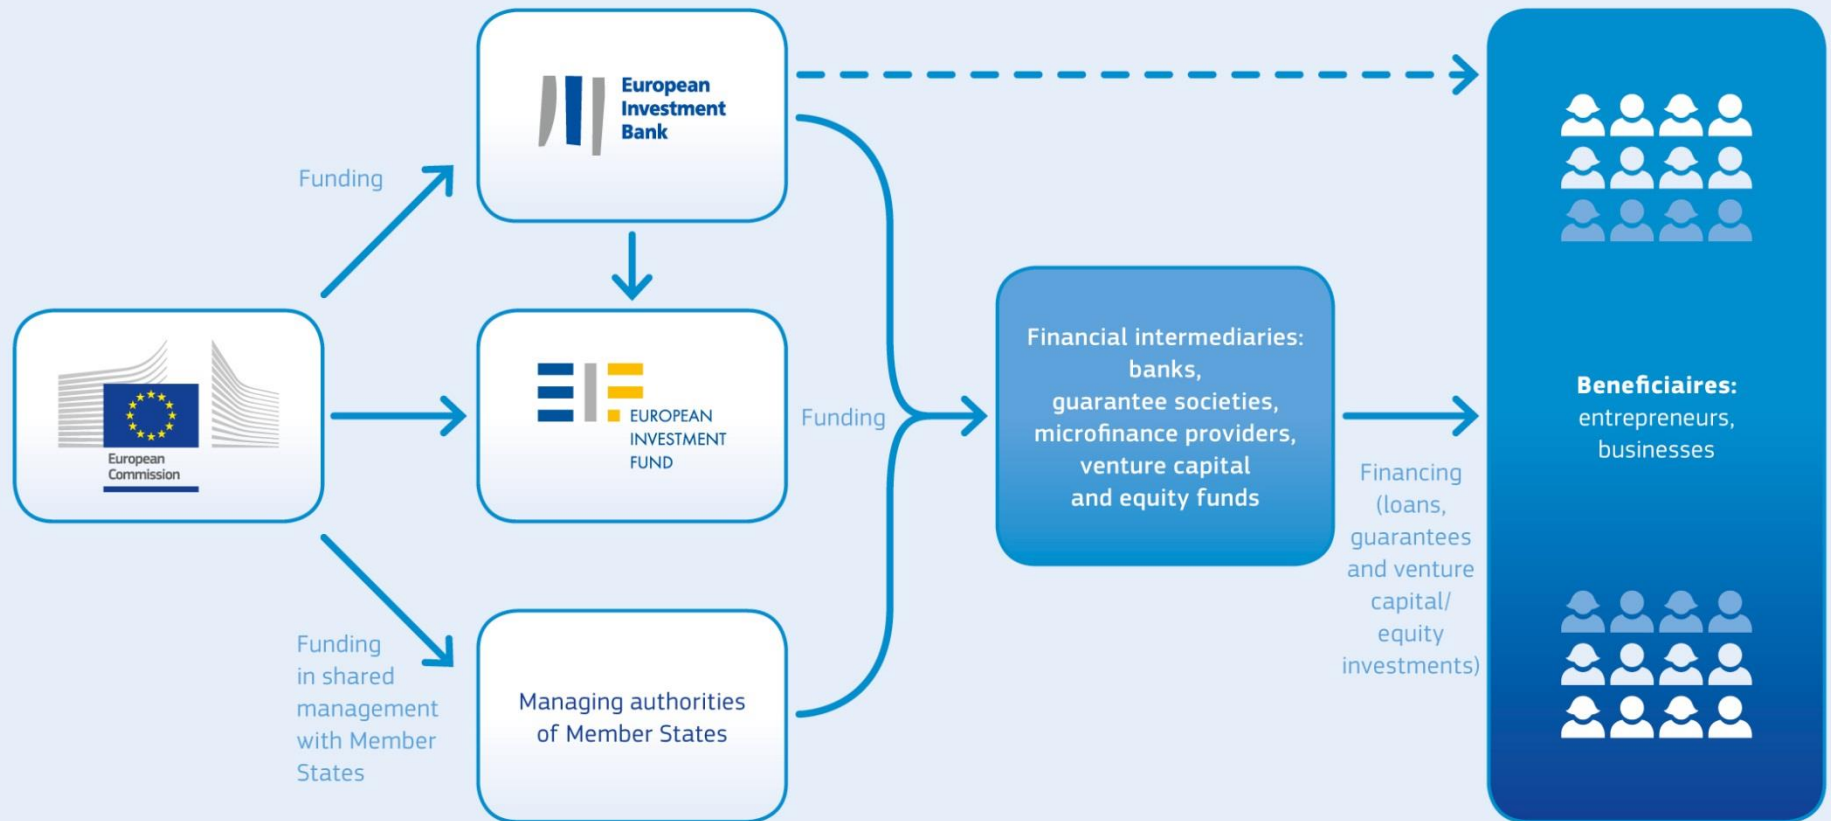 European
Investment
Bank
Funding
European
Commission
EUROPEAN
INVESTMENT
FUND
Funding
Funding
in shared
management
with Member
States
Managing authorities
of Member States
Financial intermediaries:
banks,
guarantee societies,
microfinance providers,
venture capital
and equity funds
Financing
(loans,
guarantees
and venture
capital/
equity
investments)
Beneficiaires:
entrepreneurs,
businesses